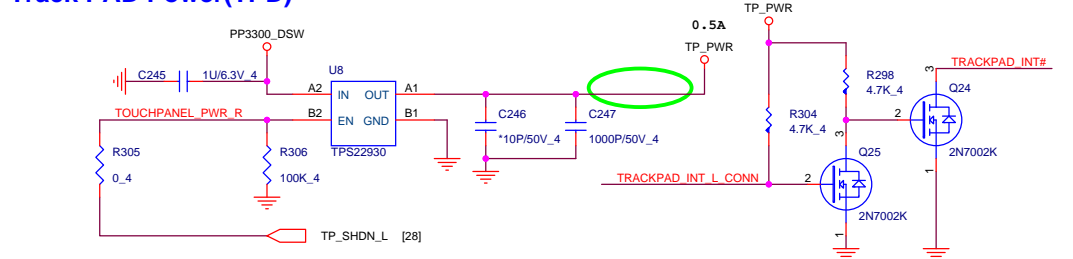 Track PAD Power(TPD)
TP_PWR
0.5A
TP_PWR
PP3300_DSW
C245
1U/6.3V_4
U8
A2
IN
OUT
A1
B2
EN
GND
B1
TPS22930
TOUCHPANEL_PWR_R
R305
0_4
R306
100K_4
TP_SHDN_L [28]
C246
*10P/50V_4
C247
1000P/50V_4
R304
4.7K_4
R298
4.7K_4
TRACKPAD_INT#
3
Q24
2
2N7002K
1
TRACKPAD_INT_L_CONN
3
Q25
2
2N7002K
1